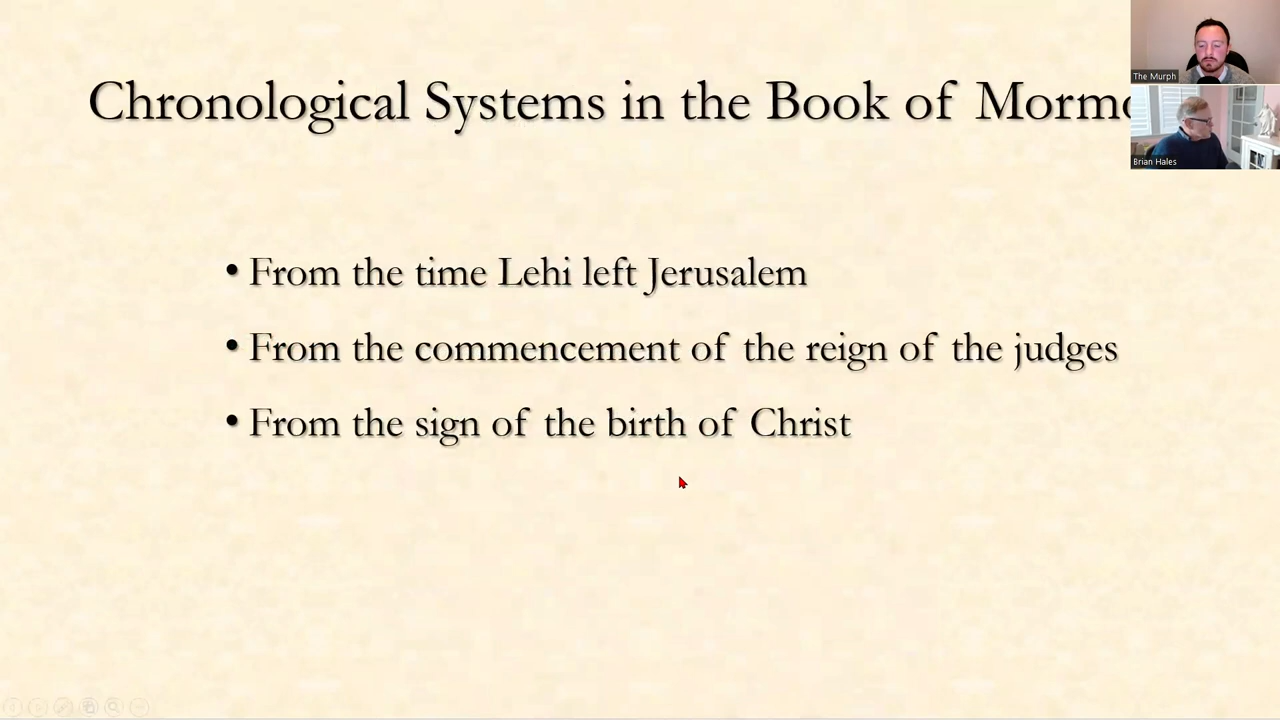 Chronological Systems in the Book of Mormo
The Murph
Brian Hales
• From the time Lehi left Jerusalem
• From the commencement of the reign of the judges
• From the sign of the birth of Christ